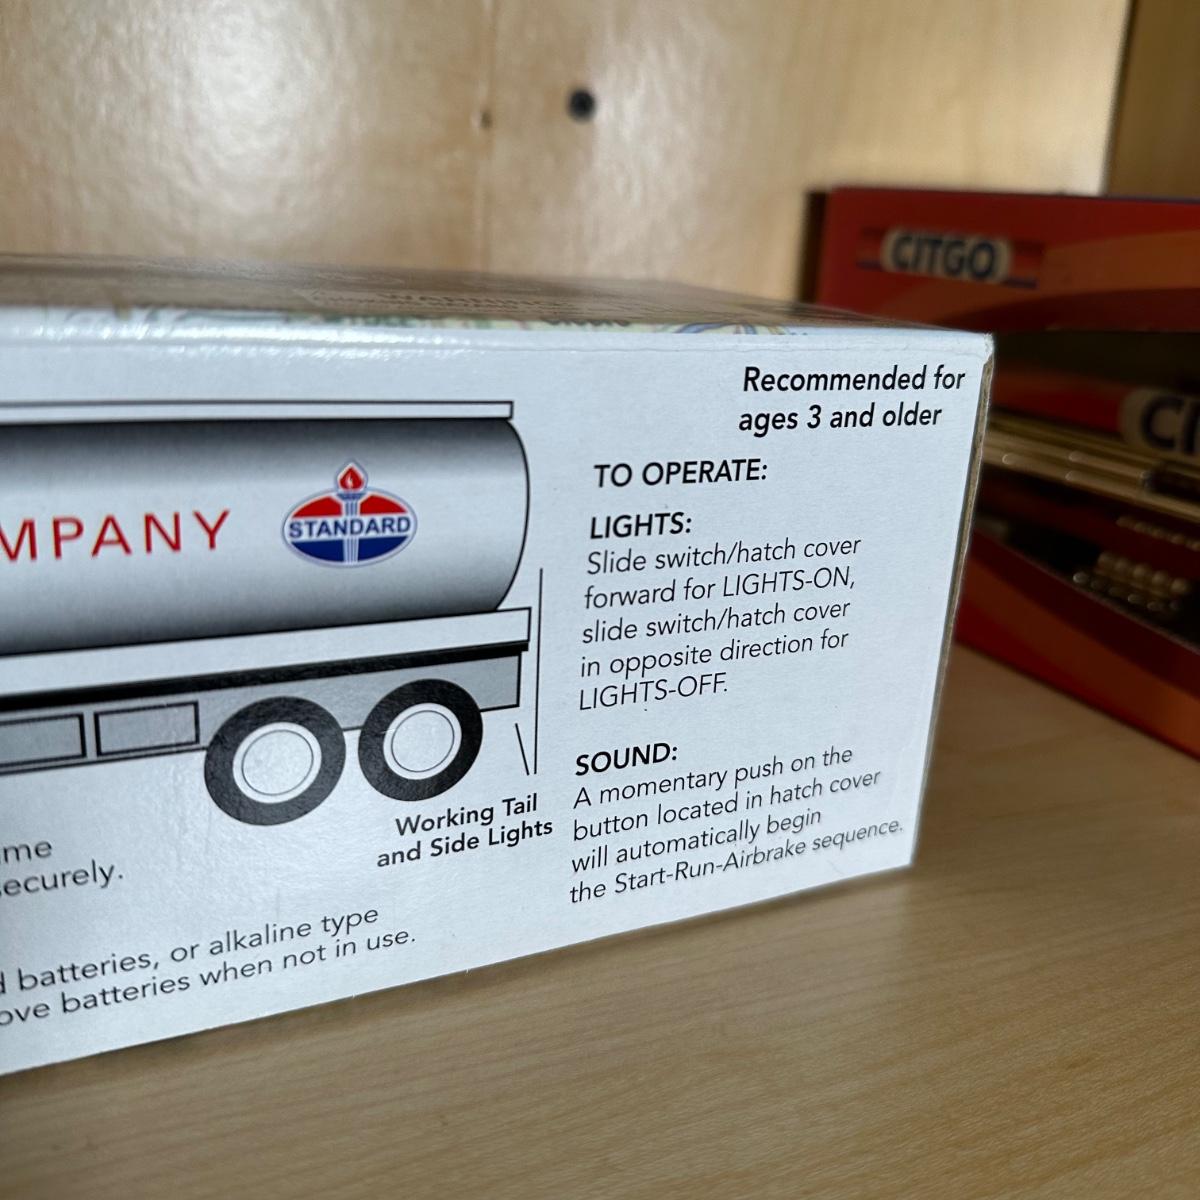 CITGO
WARNING
Recommended for
ages 3 and older
MPANY
STANDARD
TO OPERATE:
LIGHTS:
Slide switch/hatch cover
forward for LIGHTS-ON,
slide switch/hatch cover
in opposite direction for
LIGHTS-OFF.
SOUND:
A momentary push on the
button located in hatch cover
will automatically begin
the Start-Run-Airbrake sequence.
Working Tail
and Side Lights
me
ecurely.
batteries, or alkaline type
ove batteries when not in use.
CI